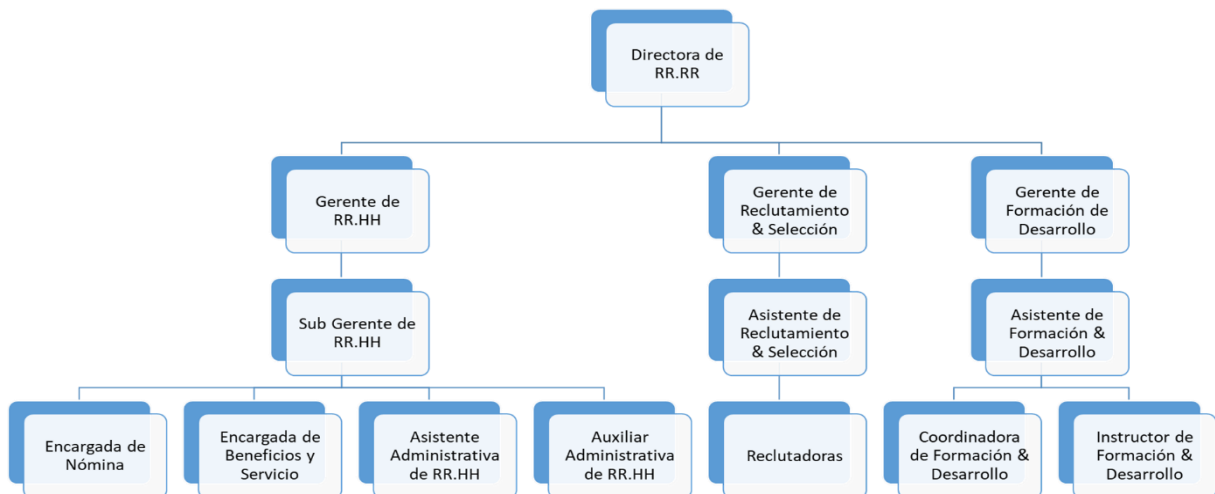 Directora de
RR.RR
Gerente de
RR.HH
Gerente de
Reclutamiento
& Selección
Gerente de
Formación de
Desarrollo
Sub Gerente de
RR.HH
Asistente de
Reclutamiento
& Selección
Asistente de
Formación &
Desarrollo
Encargada de
Nómina
Encargada de
Beneficios y
Servicio
Asistente
Administrativa
de RR.HH
Auxiliar
Administrativa
de RR.HH
Reclutadoras
Coordinadora
de Formación &
Desarrollo
Instructor de
Formación &
Desarrollo